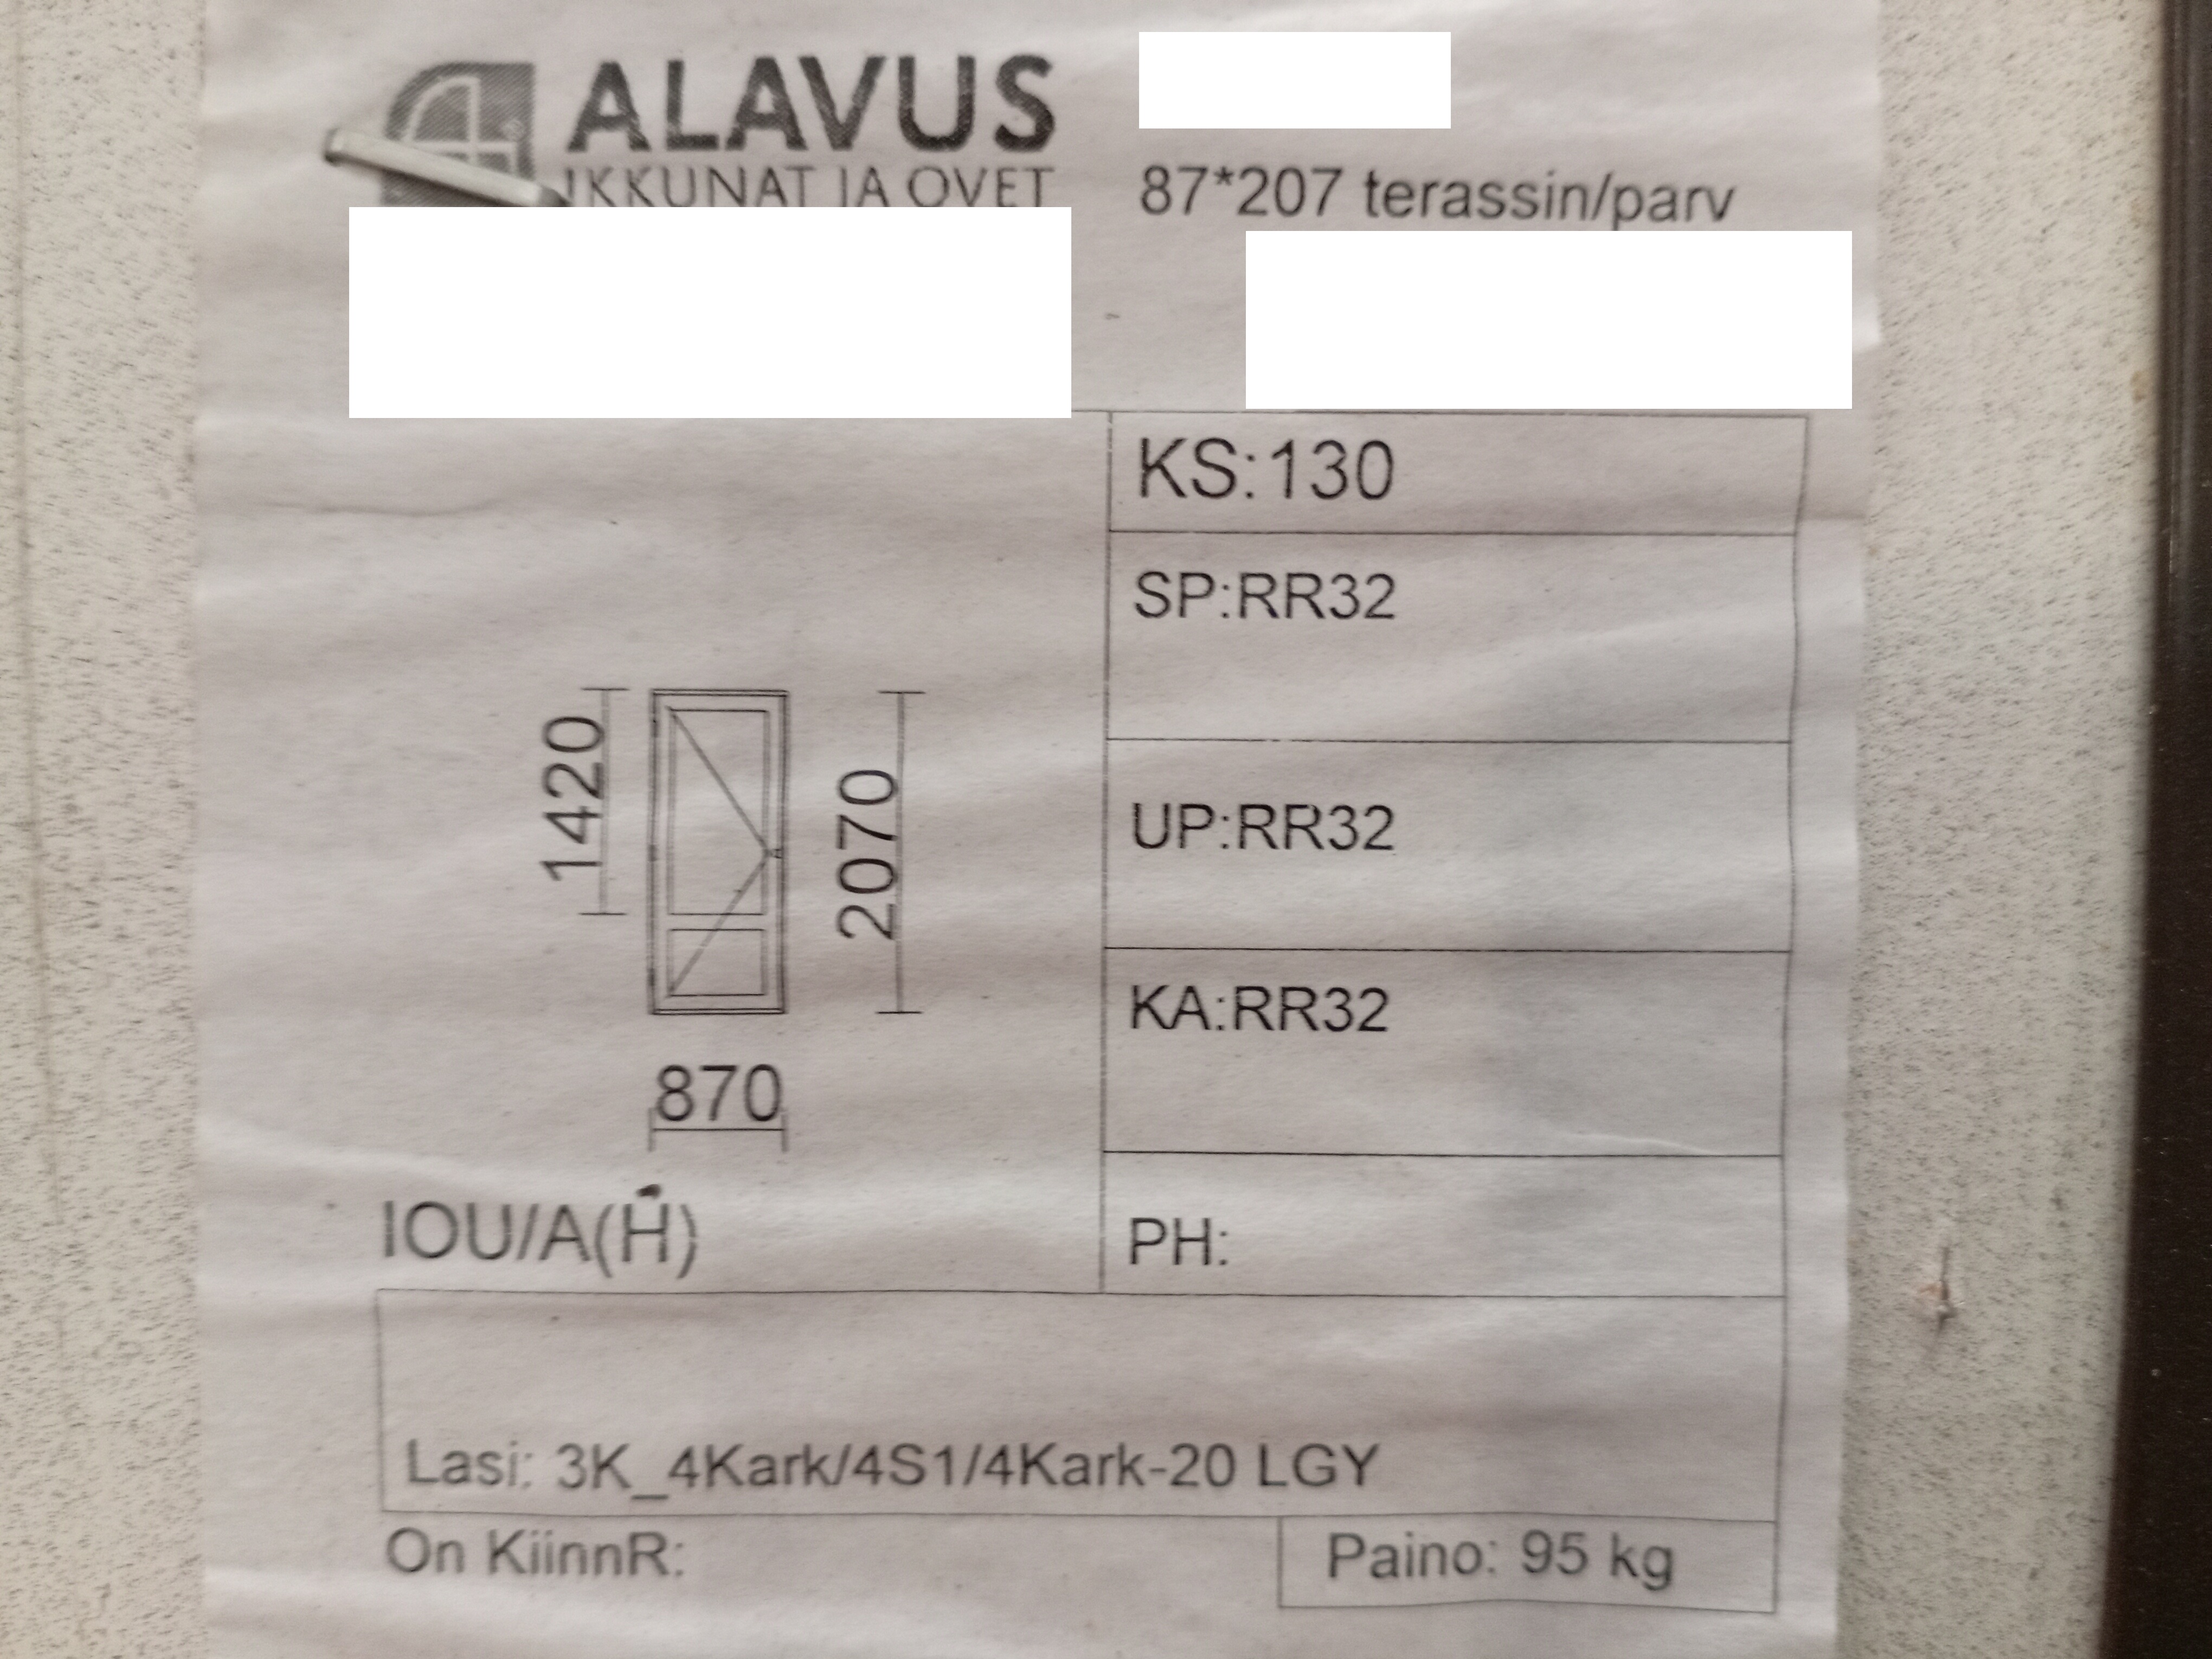 ALAVUS
IKKUNAT JA OVET
87*207 terassin/parv
KS:130
SP:RR32
UP:RR32
KA:RR32
1420
2070
870
IOU/A(H)
PH:
Lasi: 3K_4Kark/4S1/4Kark-20 LGY
On KiinnR:
Paino: 95 kg